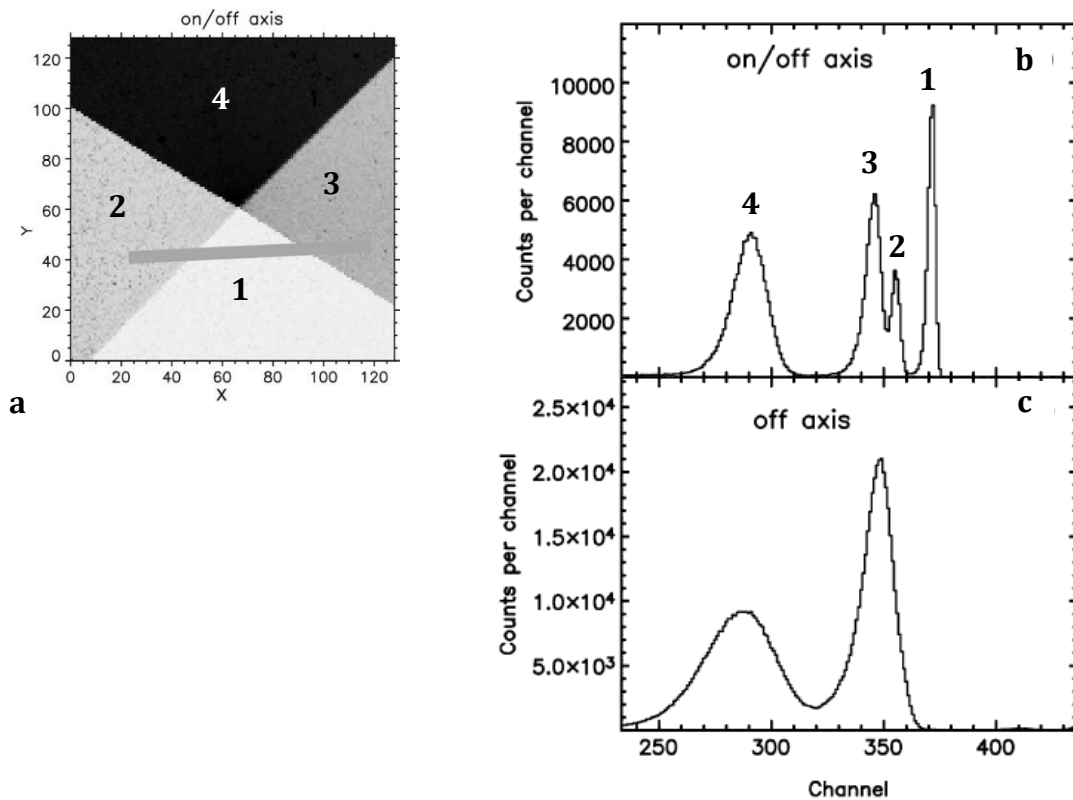 on/off axis
120
100
80
60
40
20
0
Y
4
2
3
1
0 20 40 60 80 100 120
X
a
on/off axis
b
10000
8000
6000
4000
2000
Counts per channel
4
3
2
1
off axis
c
2.5×10⁴
2.0×10⁴
1.5×10⁴
1.0×10⁴
5.0×10³
Counts per channel
250 300 350 400
Channel